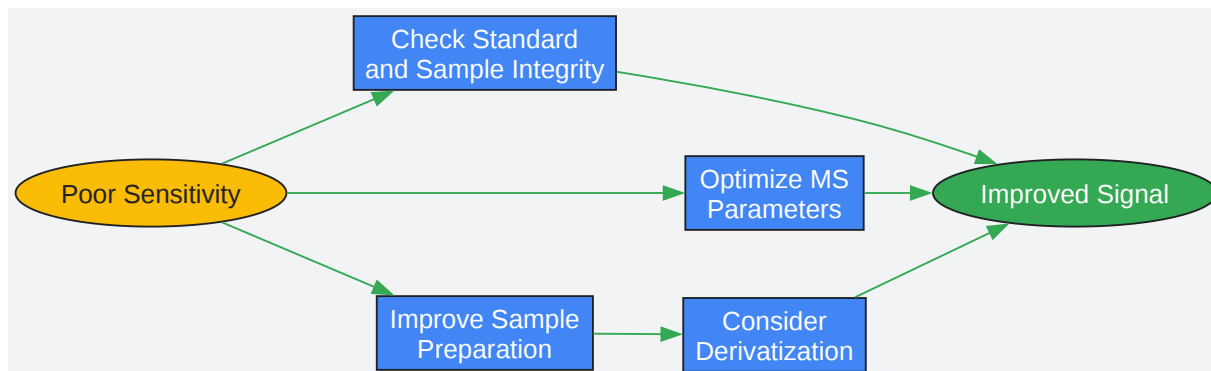 Check Standard
and Sample Integrity
Poor Sensitivity
Optimize MS
Parameters
Improved Signal
Improve Sample
Preparation
Consider
Derivatization